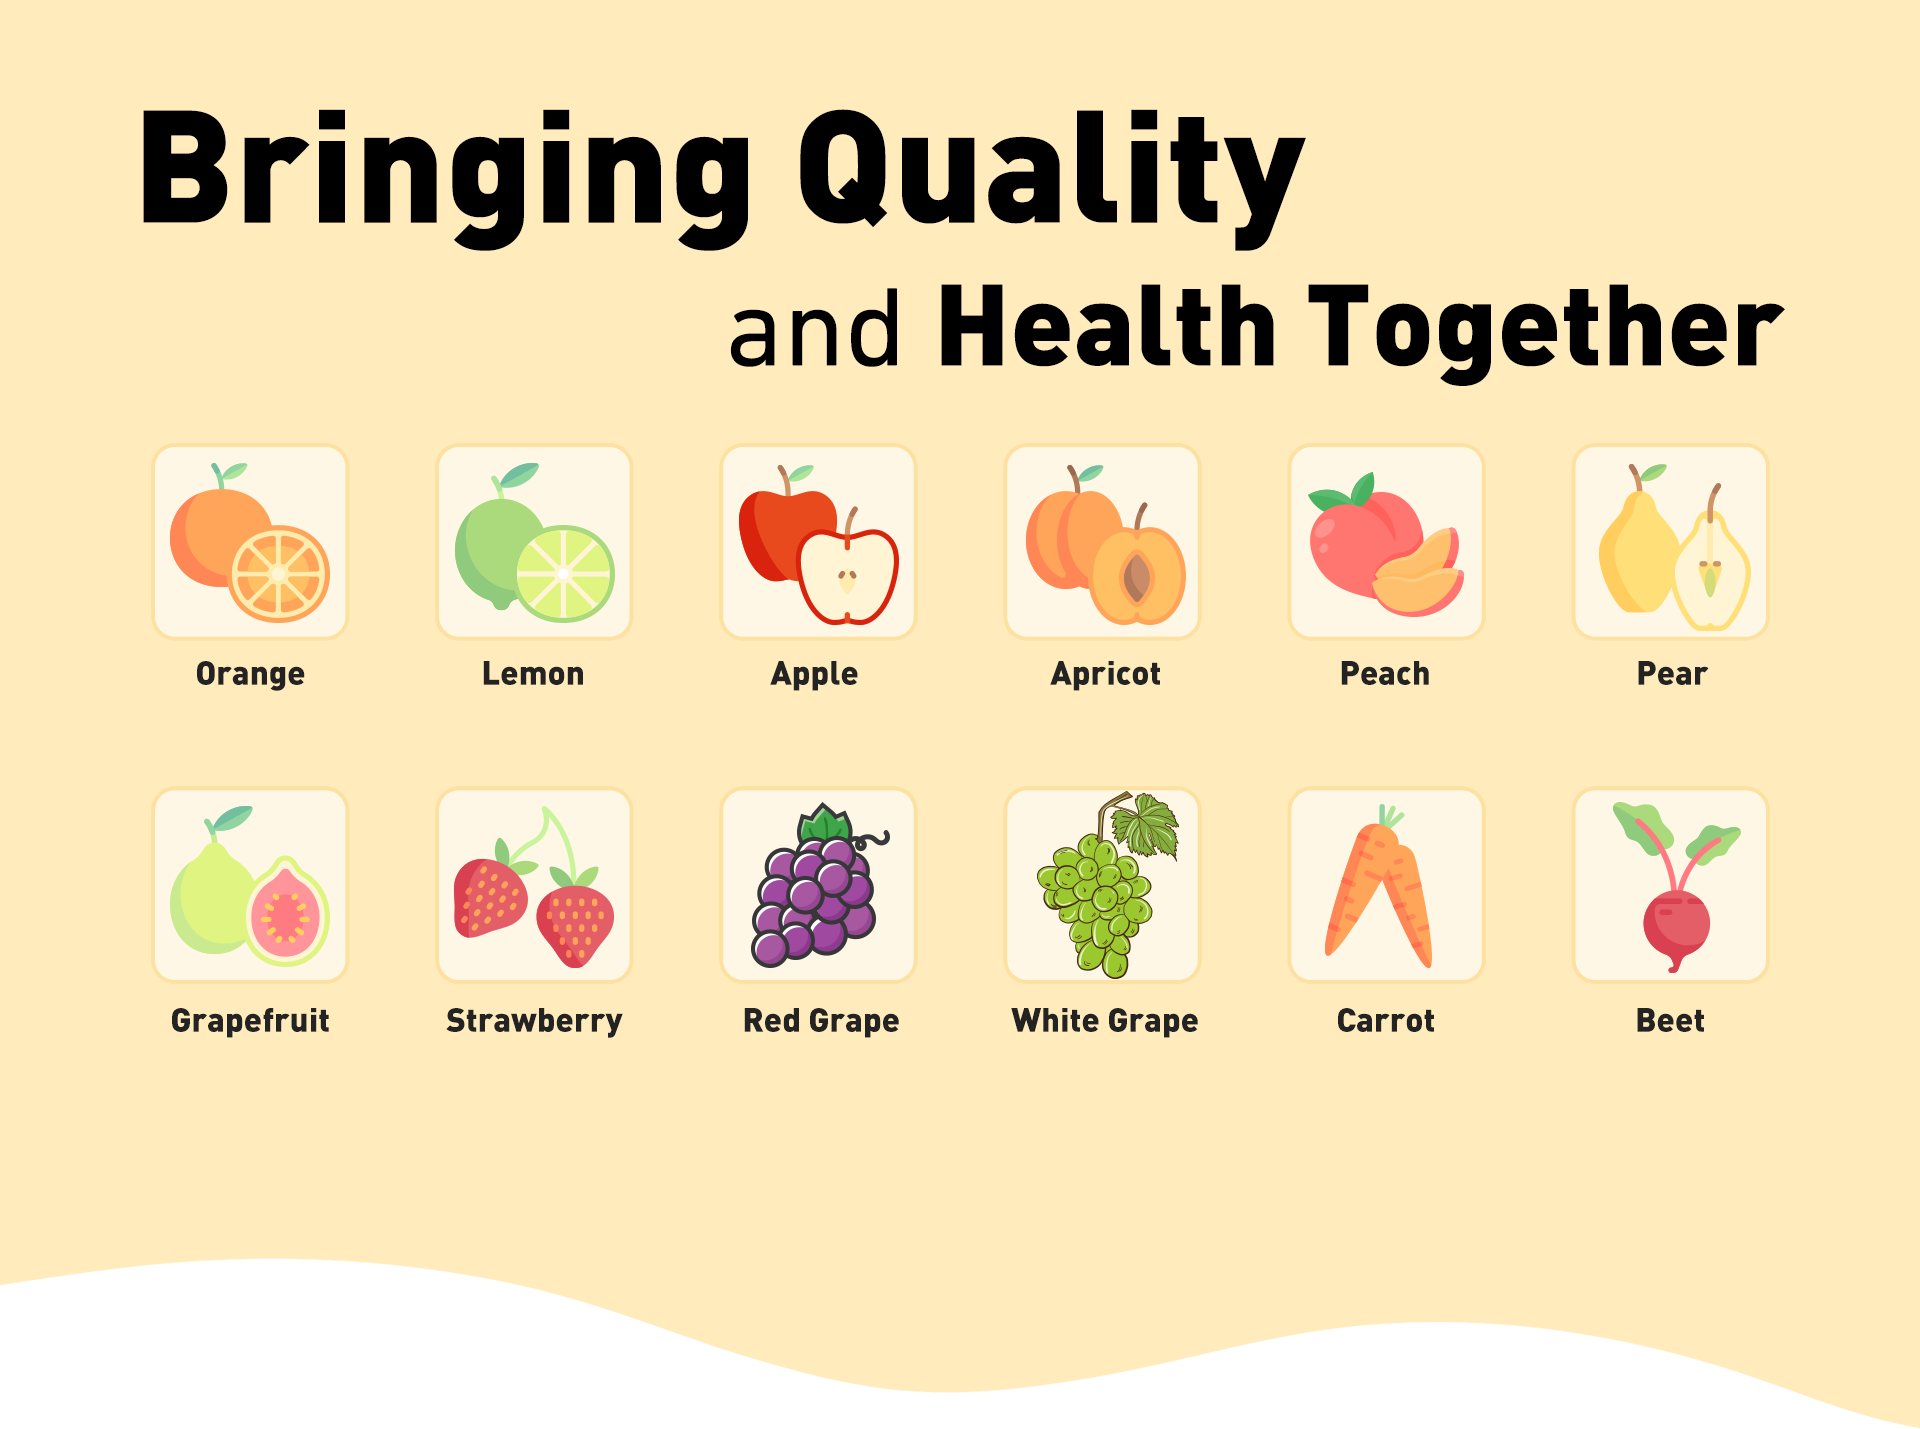 Bringing Quality
and Health Together
Orange
Lemon
Apple
Apricot
Peach
Pear
Grapefruit
Strawberry
Red Grape
White Grape
Carrot
Beet